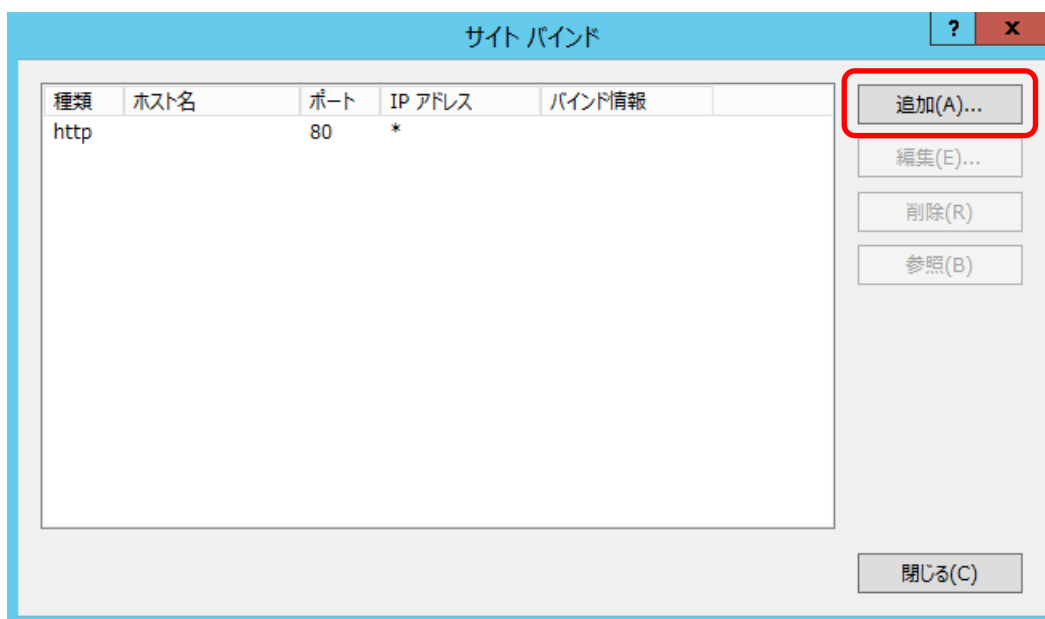 サイト バインド
? x
種類 ホスト名 ポート IP アドレス バインド情報
http 80 *
追加(A)...
編集(E)...
削除(R)
参照(B)
閉じる(C)